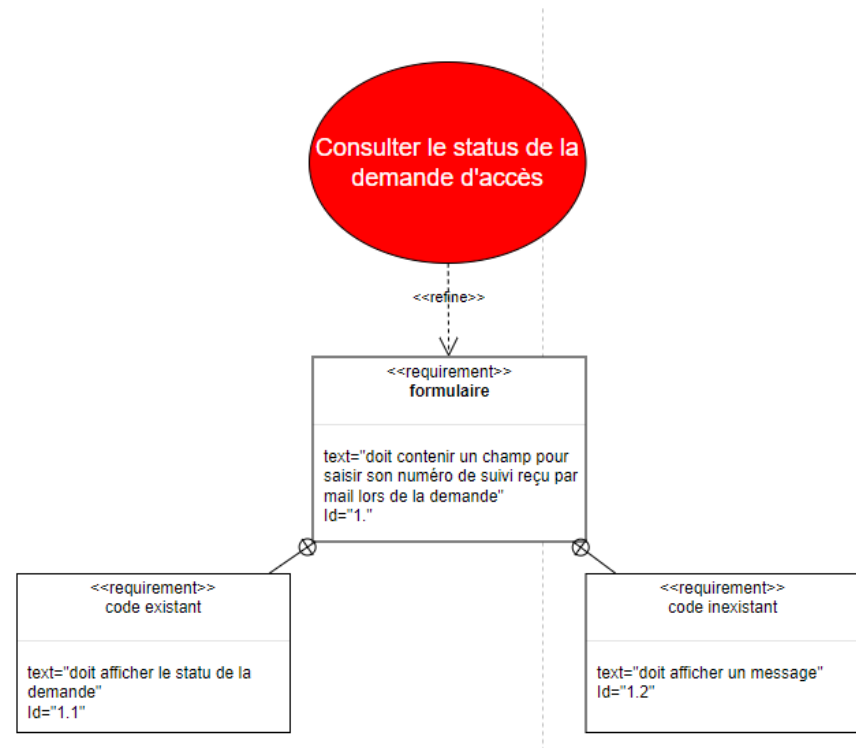 Consulter le status de la
demande d'accès
<<refine>>
<<requirement>>
formulaire
text="doit contenir un champ pour
saisir son numéro de suivi reçu par
mail lors de la demande"
Id="1."
<<requirement>>
code existant
text="doit afficher le statu de la
demande"
Id="1.1"
<<requirement>>
code inexistant
text="doit afficher un message"
Id="1.2"